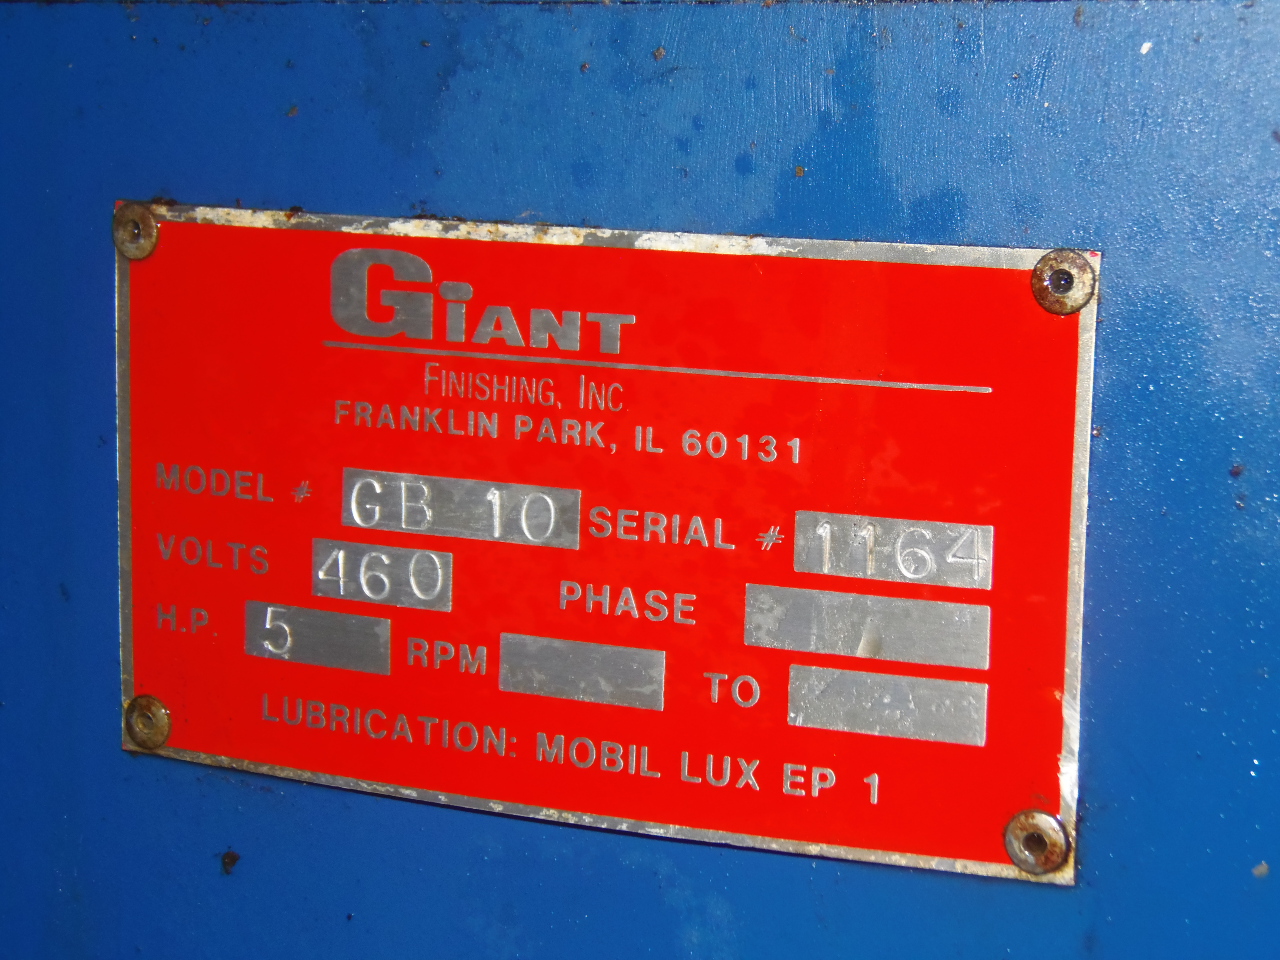 GiANT
FINISHING, INC
FRANKLIN PARK, IL 60131
MODEL # GB 10 SERIAL # 1164
VOLTS 460 PHASE
H.P. 5 RPM TO
LUBRICATION: MOBIL LUX EP 1